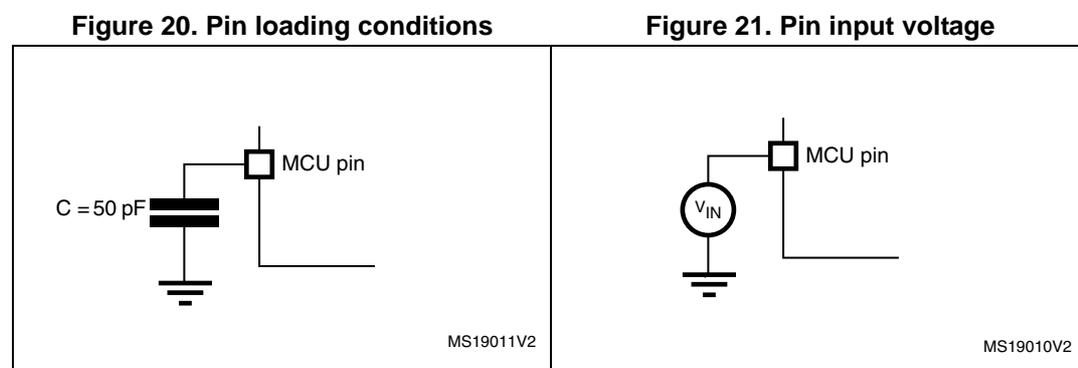 Figure 20. Pin loading conditions
Figure 21. Pin input voltage
MCU pin
C = 50 pF
MS19011V2
MCU pin
VIN
MS19010V2